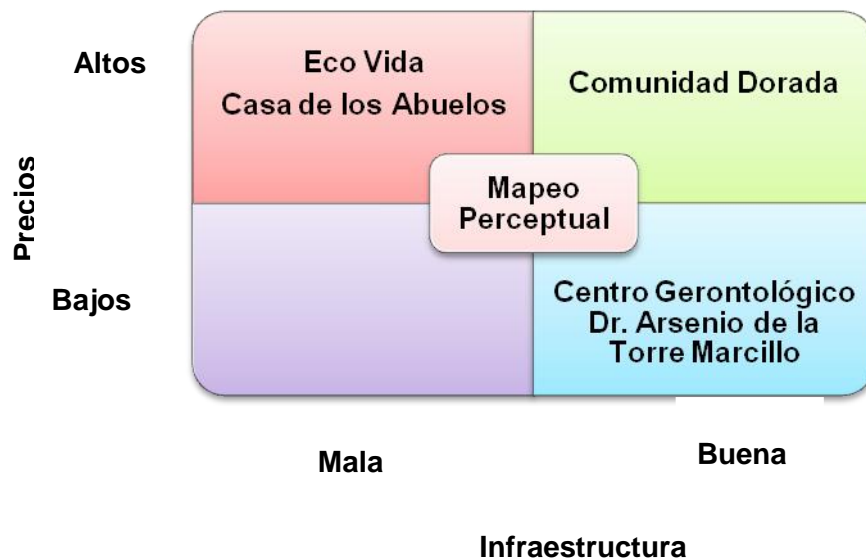 Altos
Eco Vida
Casa de los Abuelos
Comunidad Dorada
Precios
Mapeo
Perceptual
Bajos
Centro Gerontológico
Dr. Arsenio de la
Torre Marcillo
Mala
Buena
Infraestructura